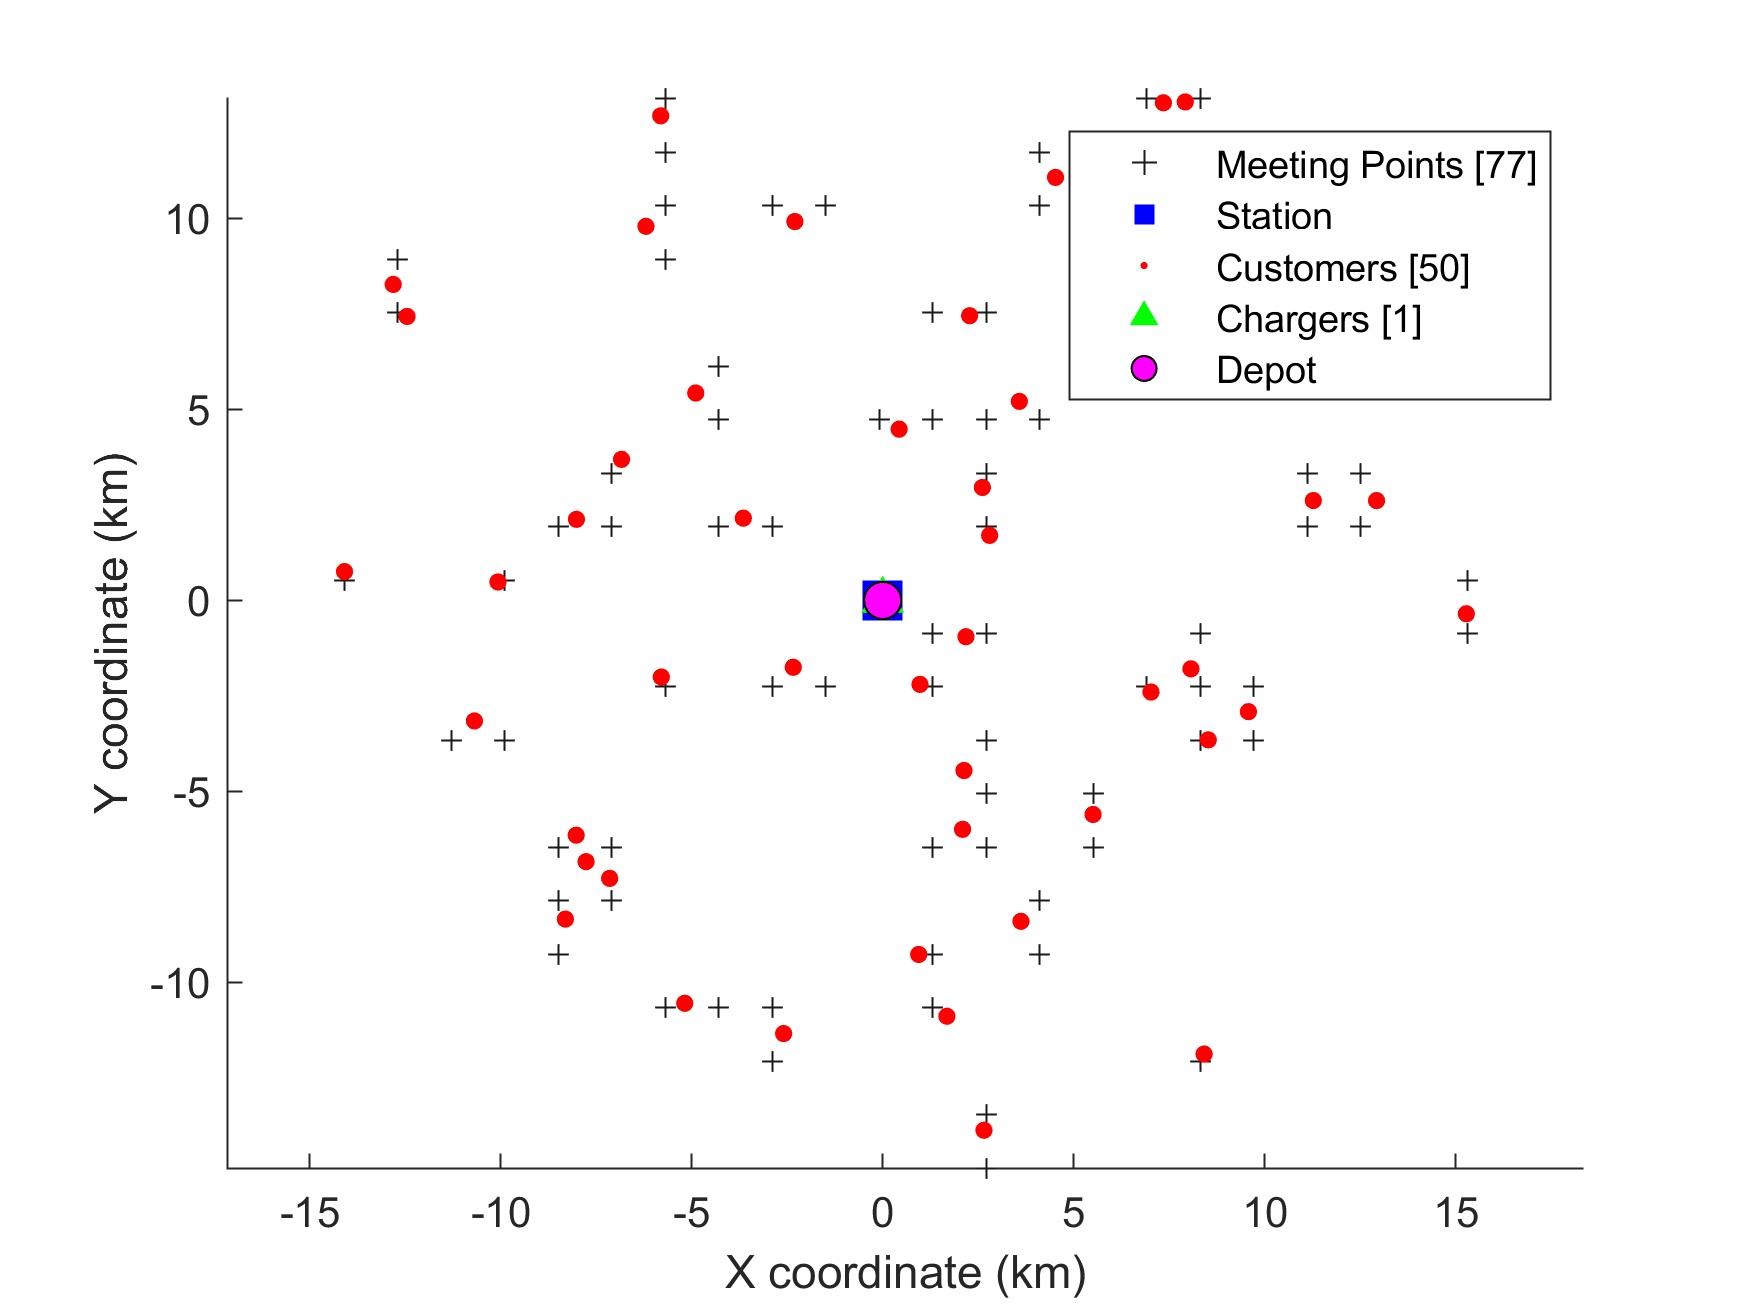 Meeting Points [77]
Station
Customers [50]
Chargers [1]
Depot
10
5
0
-5
-10
Y coordinate (km)
-15 -10 -5 0 5 10 15
X coordinate (km)